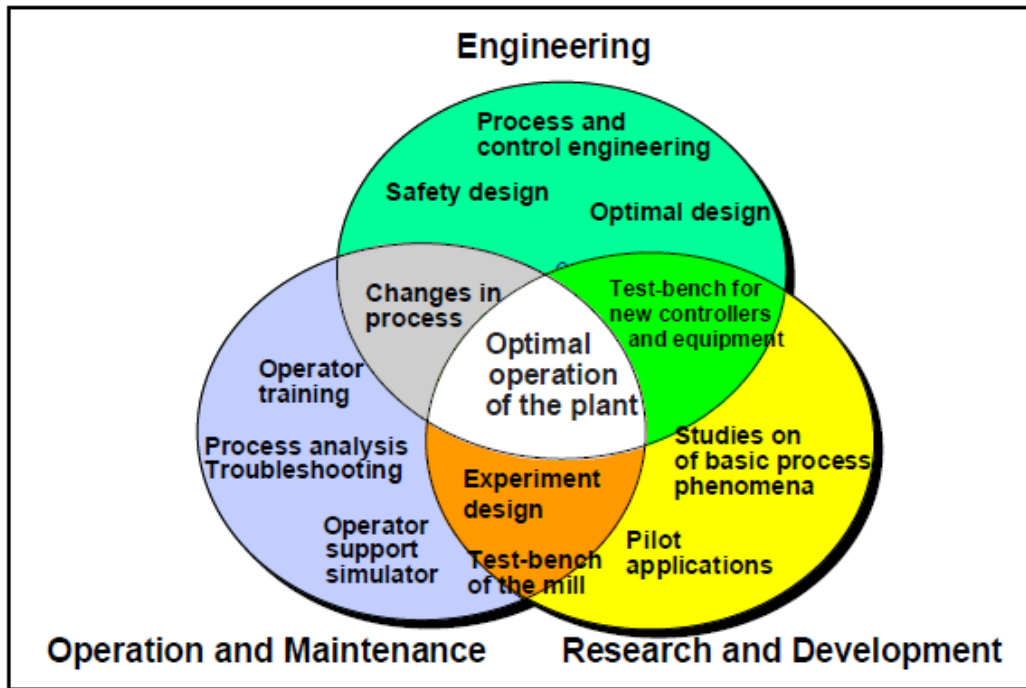 Engineering
Process and
control engineering
Safety design
Optimal design
Changes in
process
Test-bench for
new controllers
and equipment
Optimal
operation
of the plant
Operator
training
Process analysis
Troubleshooting
Operator
support
simulator
Experiment
design
Test-bench
of the mill
Studies on
of basic process
phenomena
Pilot
applications
Operation and Maintenance
Research and Development